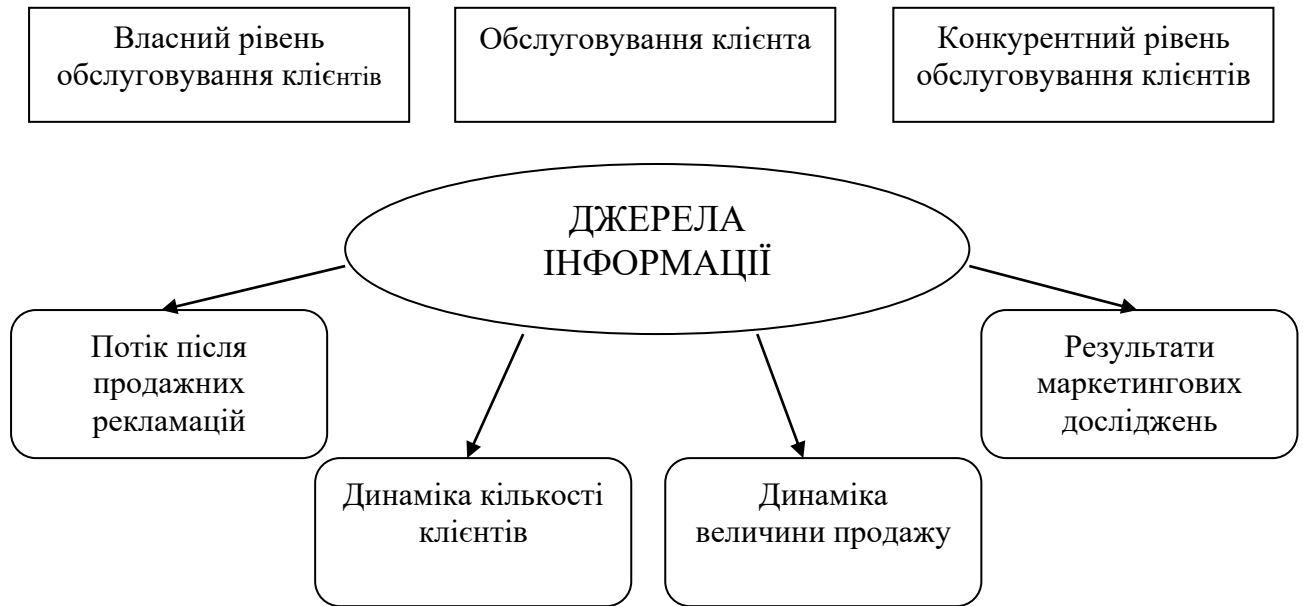 Власний рівень
обслуговування клієнтів
Обслуговування клієнта
Конкурентний рівень
обслуговування клієнтів
ДЖЕРЕЛА
ІНФОРМАЦІЇ
Потік після
продажних
рекламацій
Результати
маркетингових
досліджень
Динаміка кількості
клієнтів
Динаміка
величини продажу